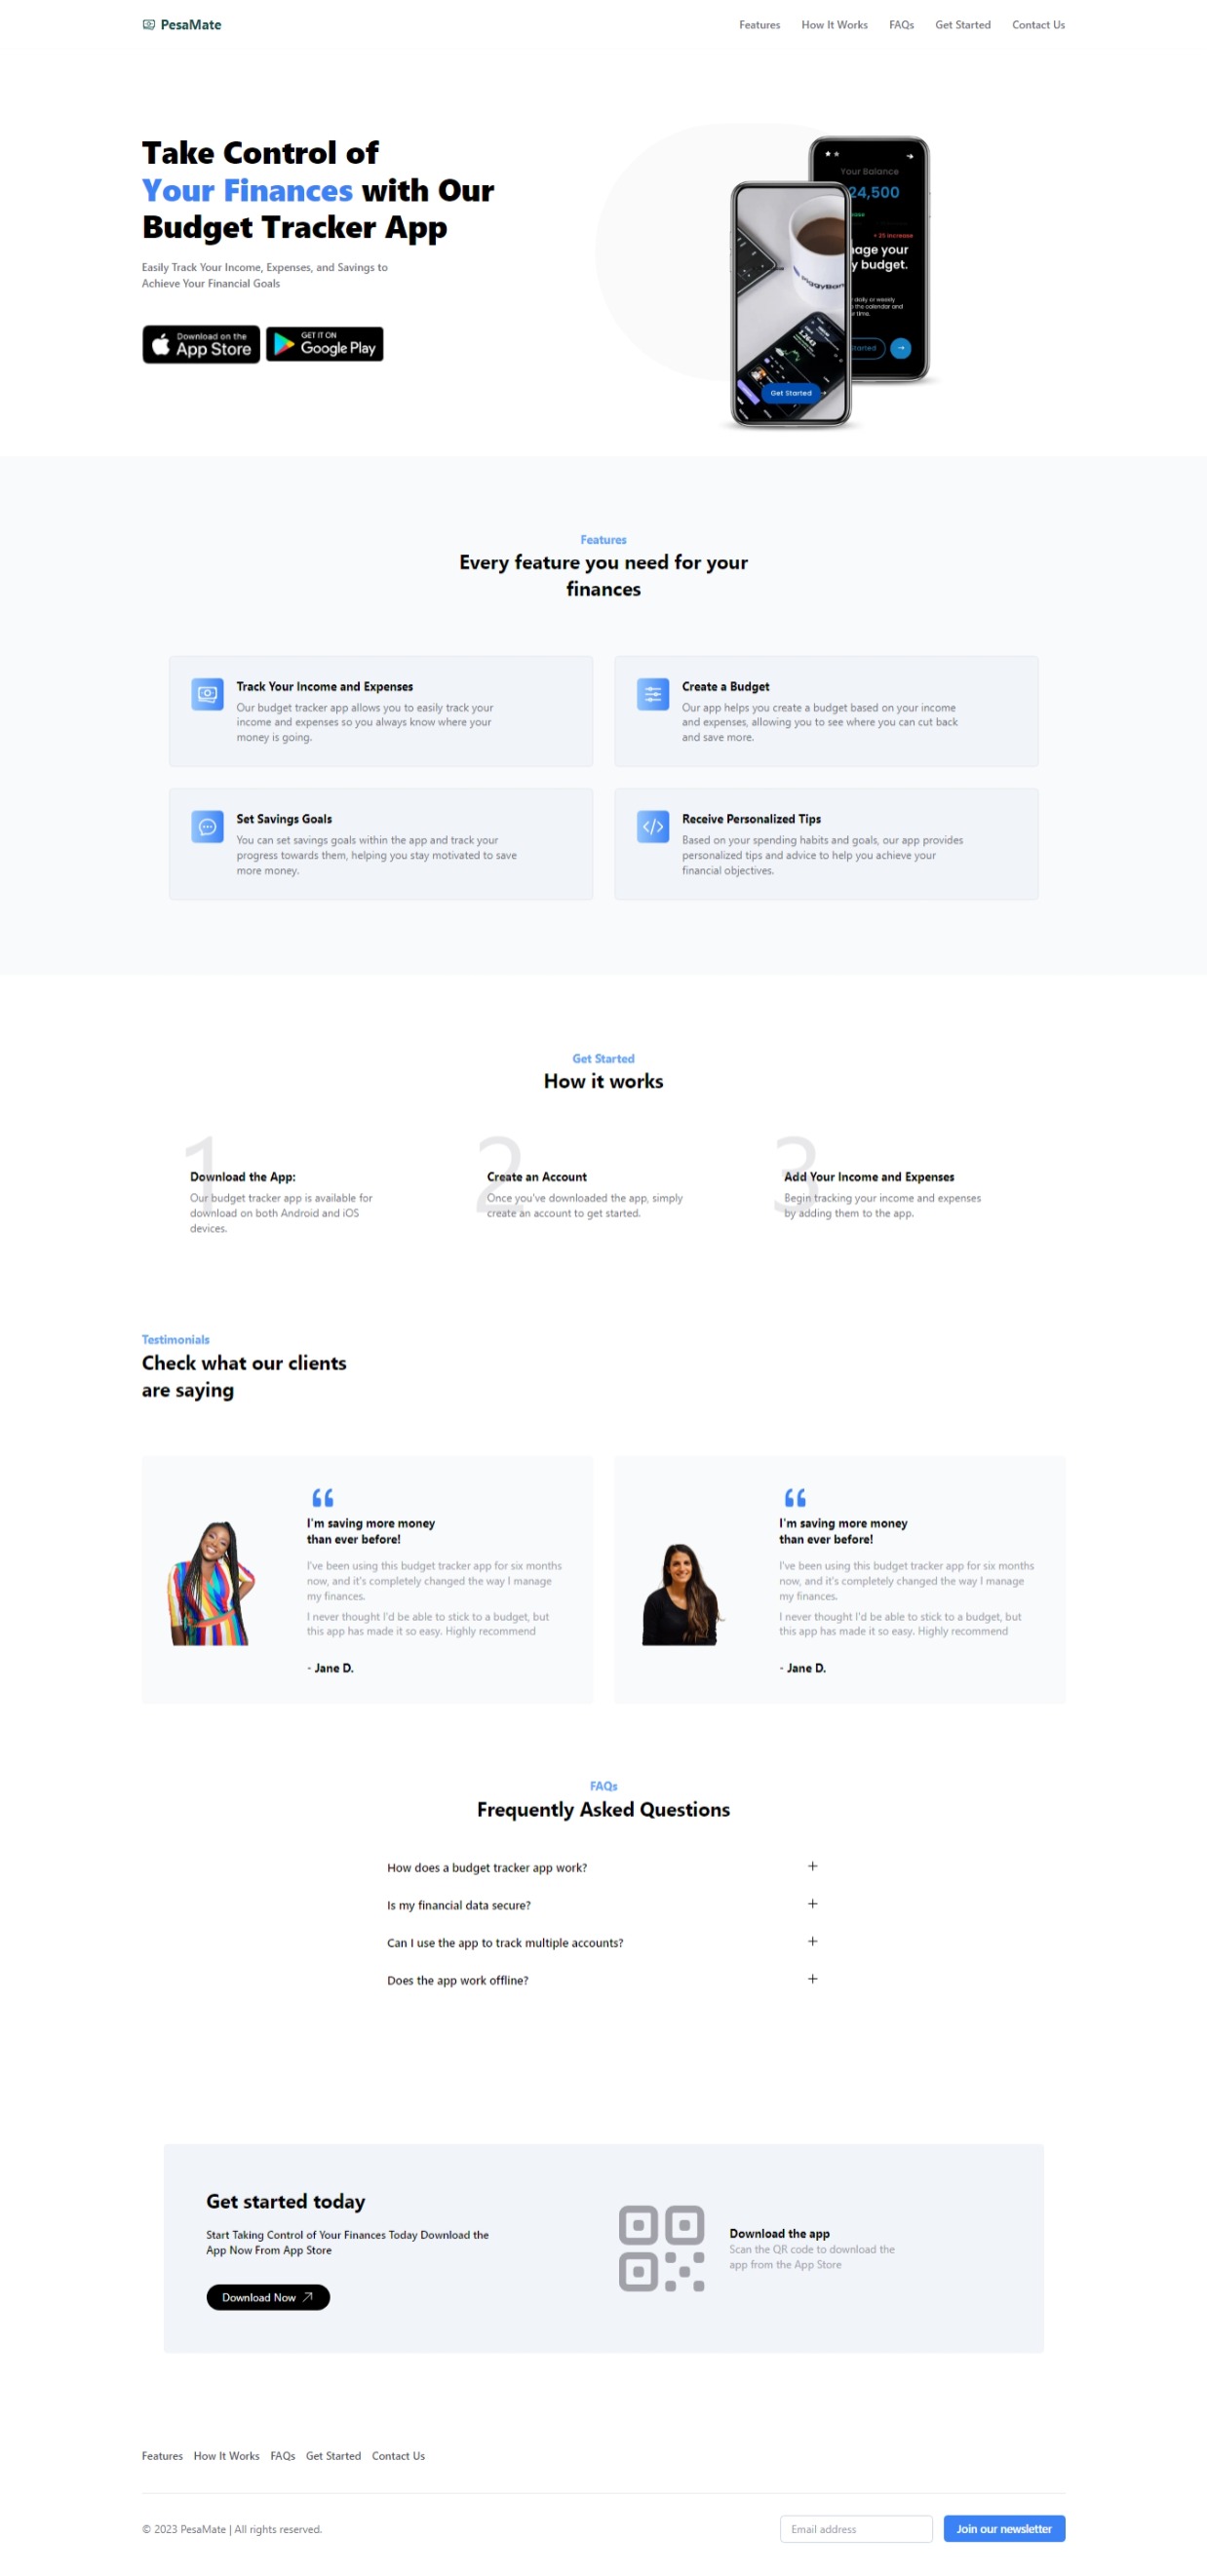 PesaMate
Features How It Works FAQs Get Started Contact Us
Take Control of
Your Finances with Our
Budget Tracker App
Easily Track Your Income, Expenses, and Savings to
Achieve Your Financial Goals
Download on the
App Store
GET IT ON
Google Play
Your Balance
24,500
+ 25 increase
age your
y budget.
daily or weekly
the calendar and
r time.
tarted
PiggyBan
Get Started
Features
Every feature you need for your
finances
Track Your Income and Expenses
Our budget tracker app allows you to easily track your
income and expenses so you always know where your
money is going.
Create a Budget
Our app helps you create a budget based on your income
and expenses, allowing you to see where you can cut back
and save more.
Set Savings Goals
You can set savings goals within the app and track your
progress towards them, helping you stay motivated to save
more money.
Receive Personalized Tips
Based on your spending habits and goals, our app provides
personalized tips and advice to help you achieve your
financial objectives.
Get Started
How it works
1
Download the App:
Our budget tracker app is available for
download on both Android and iOS
devices.
2
Create an Account
Once you've downloaded the app, simply
create an account to get started.
3
Add Your Income and Expenses
Begin tracking your income and expenses
by adding them to the app.
Testimonials
Check what our clients
are saying
I'm saving more money
than ever before!
I've been using this budget tracker app for six months
now, and it's completely changed the way I manage
my finances.
I never thought I'd be able to stick to a budget, but
this app has made it so easy. Highly recommend
- Jane D.
I'm saving more money
than ever before!
I've been using this budget tracker app for six months
now, and it's completely changed the way I manage
my finances.
I never thought I'd be able to stick to a budget, but
this app has made it so easy. Highly recommend
- Jane D.
FAQs
Frequently Asked Questions
How does a budget tracker app work?
Is my financial data secure?
Can I use the app to track multiple accounts?
Does the app work offline?
Get started today
Start Taking Control of Your Finances Today Download the
App Now From App Store
Download Now
Download the app
Scan the QR code to download the
app from the App Store
Features How It Works FAQs Get Started Contact Us
© 2023 PesaMate | All rights reserved.
Email address
Join our newsletter